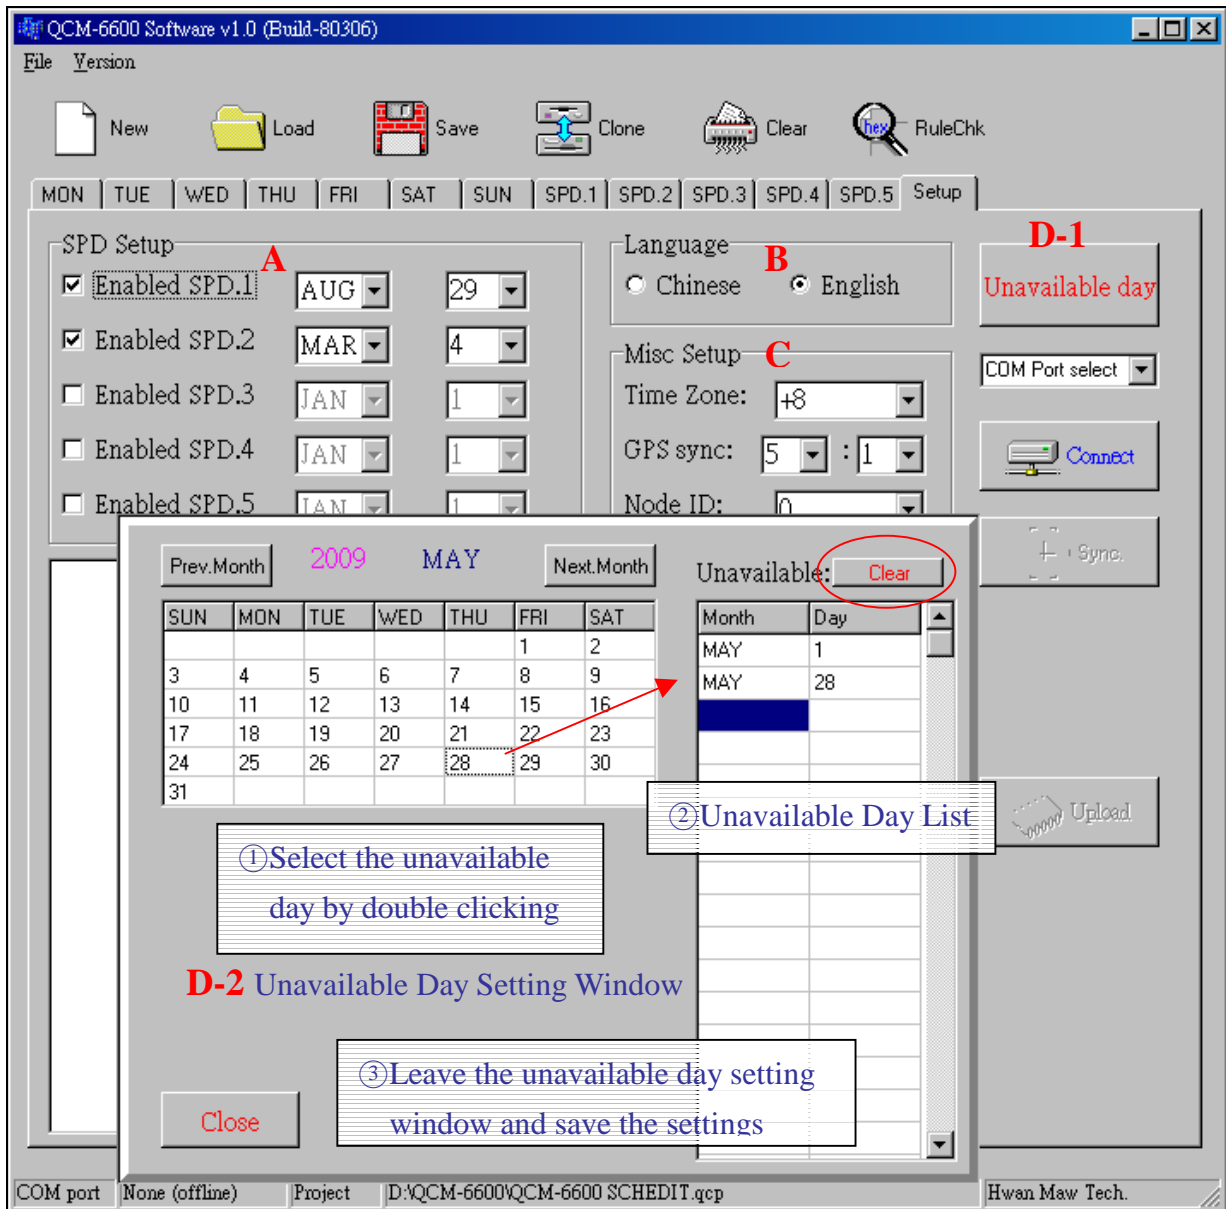 QCM-6600 Software v1.0 (Build-80306)
File Version
New Load Save Clone Clear hex RuleChk
MON TUE WED THU FRI SAT SUN SPD.1 SPD.2 SPD.3 SPD.4 SPD.5 Setup
SPD Setup A
Enabled SPD.1 AUG 29
Enabled SPD.2 MAR 4
Enabled SPD.3 JAN 1
Enabled SPD.4 JAN 1
Enabled SPD.5 JAN 1
Language B
Chinese English
Misc Setup C
Time Zone: +8
GPS sync: 5 : 1
Node ID: 0
D-1
Unavailable day
COM Port select
Connect
Sync.
Upload
Prev.Month 2009 MAY Next.Month
SUN MON TUE WED THU FRI SAT
1 2
3 4 5 6 7 8 9
10 11 12 13 14 15 16
17 18 19 20 21 22 23
24 25 26 27 28 29 30
31
Unavailable: Clear
Month Day
MAY 1
MAY 28
②Unavailable Day List
①Select the unavailable
day by double clicking
D-2 Unavailable Day Setting Window
③Leave the unavailable day setting
window and save the settings
Close
COM port None (offline) Project D:\QCM-6600\QCM-6600 SCHEDIT.qcp Hwan Maw Tech.